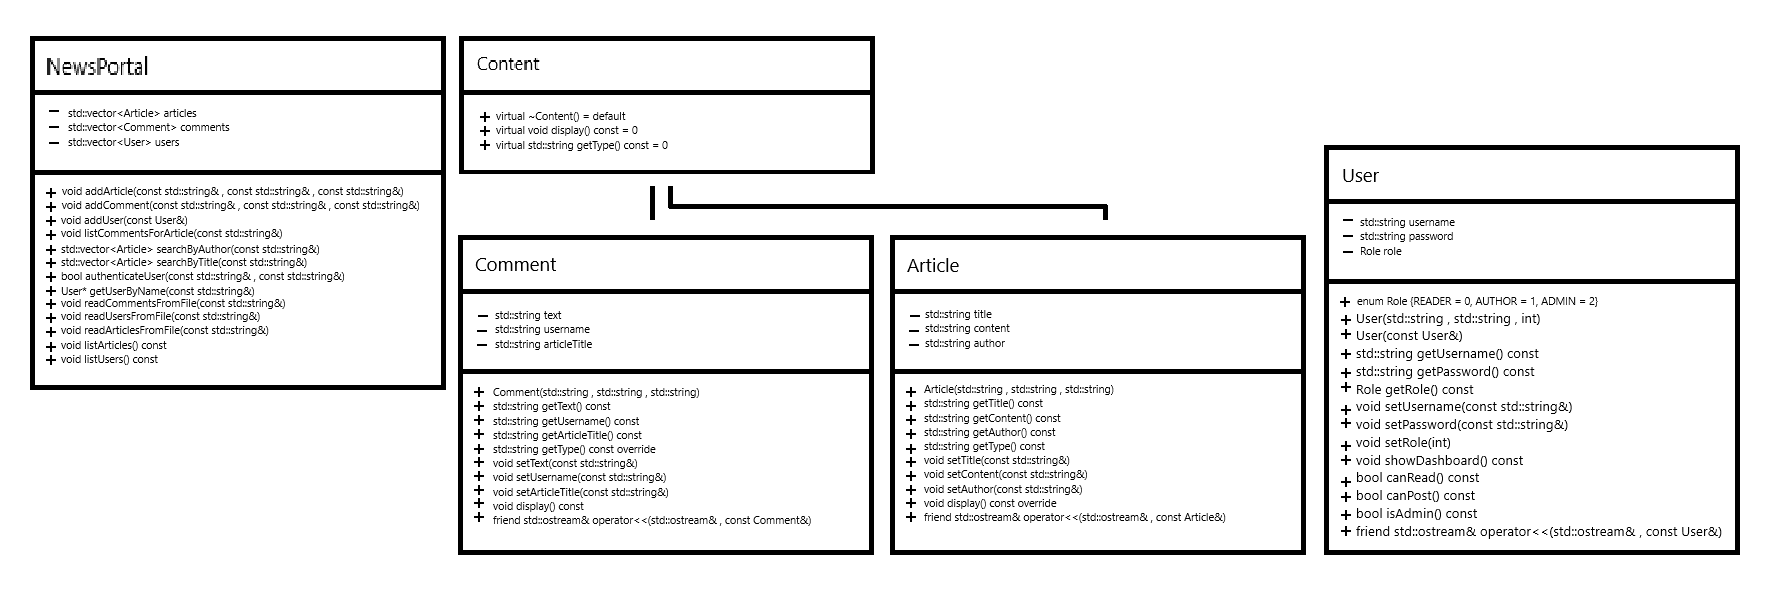 NewsPortal
- std::vector<Article> articles
- std::vector<Comment> comments
- std::vector<User> users
+ void addArticle(const std::string& , const std::string& , const std::string&)
+ void addComment(const std::string& , const std::string& , const std::string&)
+ void addUser(const User&)
+ void listCommentsForArticle(const std::string&)
+ std::vector<Article> searchByAuthor(const std::string&)
+ std::vector<Article> searchByTitle(const std::string&)
+ bool authenticateUser(const std::string& , const std::string&)
+ User* getUserByName(const std::string&)
+ void readCommentsFromFile(const std::string&)
+ void readUsersFromFile(const std::string&)
+ void readArticlesFromFile(const std::string&)
+ void listArticles() const
+ void listUsers() const
Content
+ virtual ~Content() = default
+ virtual void display() const = 0
+ virtual std::string getType() const = 0
Comment
- std::string text
- std::string username
- std::string articleTitle
+ Comment(std::string , std::string , std::string)
+ std::string getText() const
+ std::string getUsername() const
+ std::string getArticleTitle() const
+ std::string getType() const override
+ void setText(const std::string&)
+ void setUsername(const std::string&)
+ void setArticleTitle(const std::string&)
+ void display() const
+ friend std::ostream& operator<<(std::ostream& , const Comment&)
Article
- std::string title
- std::string content
- std::string author
+ Article(std::string , std::string , std::string)
+ std::string getTitle() const
+ std::string getContent() const
+ std::string getAuthor() const
+ std::string getType() const
+ void setTitle(const std::string&)
+ void setContent(const std::string&)
+ void setAuthor(const std::string&)
+ void display() const override
+ friend std::ostream& operator<<(std::ostream& , const Article&)
User
- std::string username
- std::string password
- Role role
+ enum Role {READER = 0, AUTHOR = 1, ADMIN = 2}
+ User(std::string , std::string , int)
+ User(const User&)
+ std::string getUsername() const
+ std::string getPassword() const
+ Role getRole() const
+ void setUsername(const std::string&)
+ void setPassword(const std::string&)
+ void setRole(int)
+ void showDashboard() const
+ bool canRead() const
+ bool canPost() const
+ bool isAdmin() const
+ friend std::ostream& operator<<(std::ostream& , const User&)